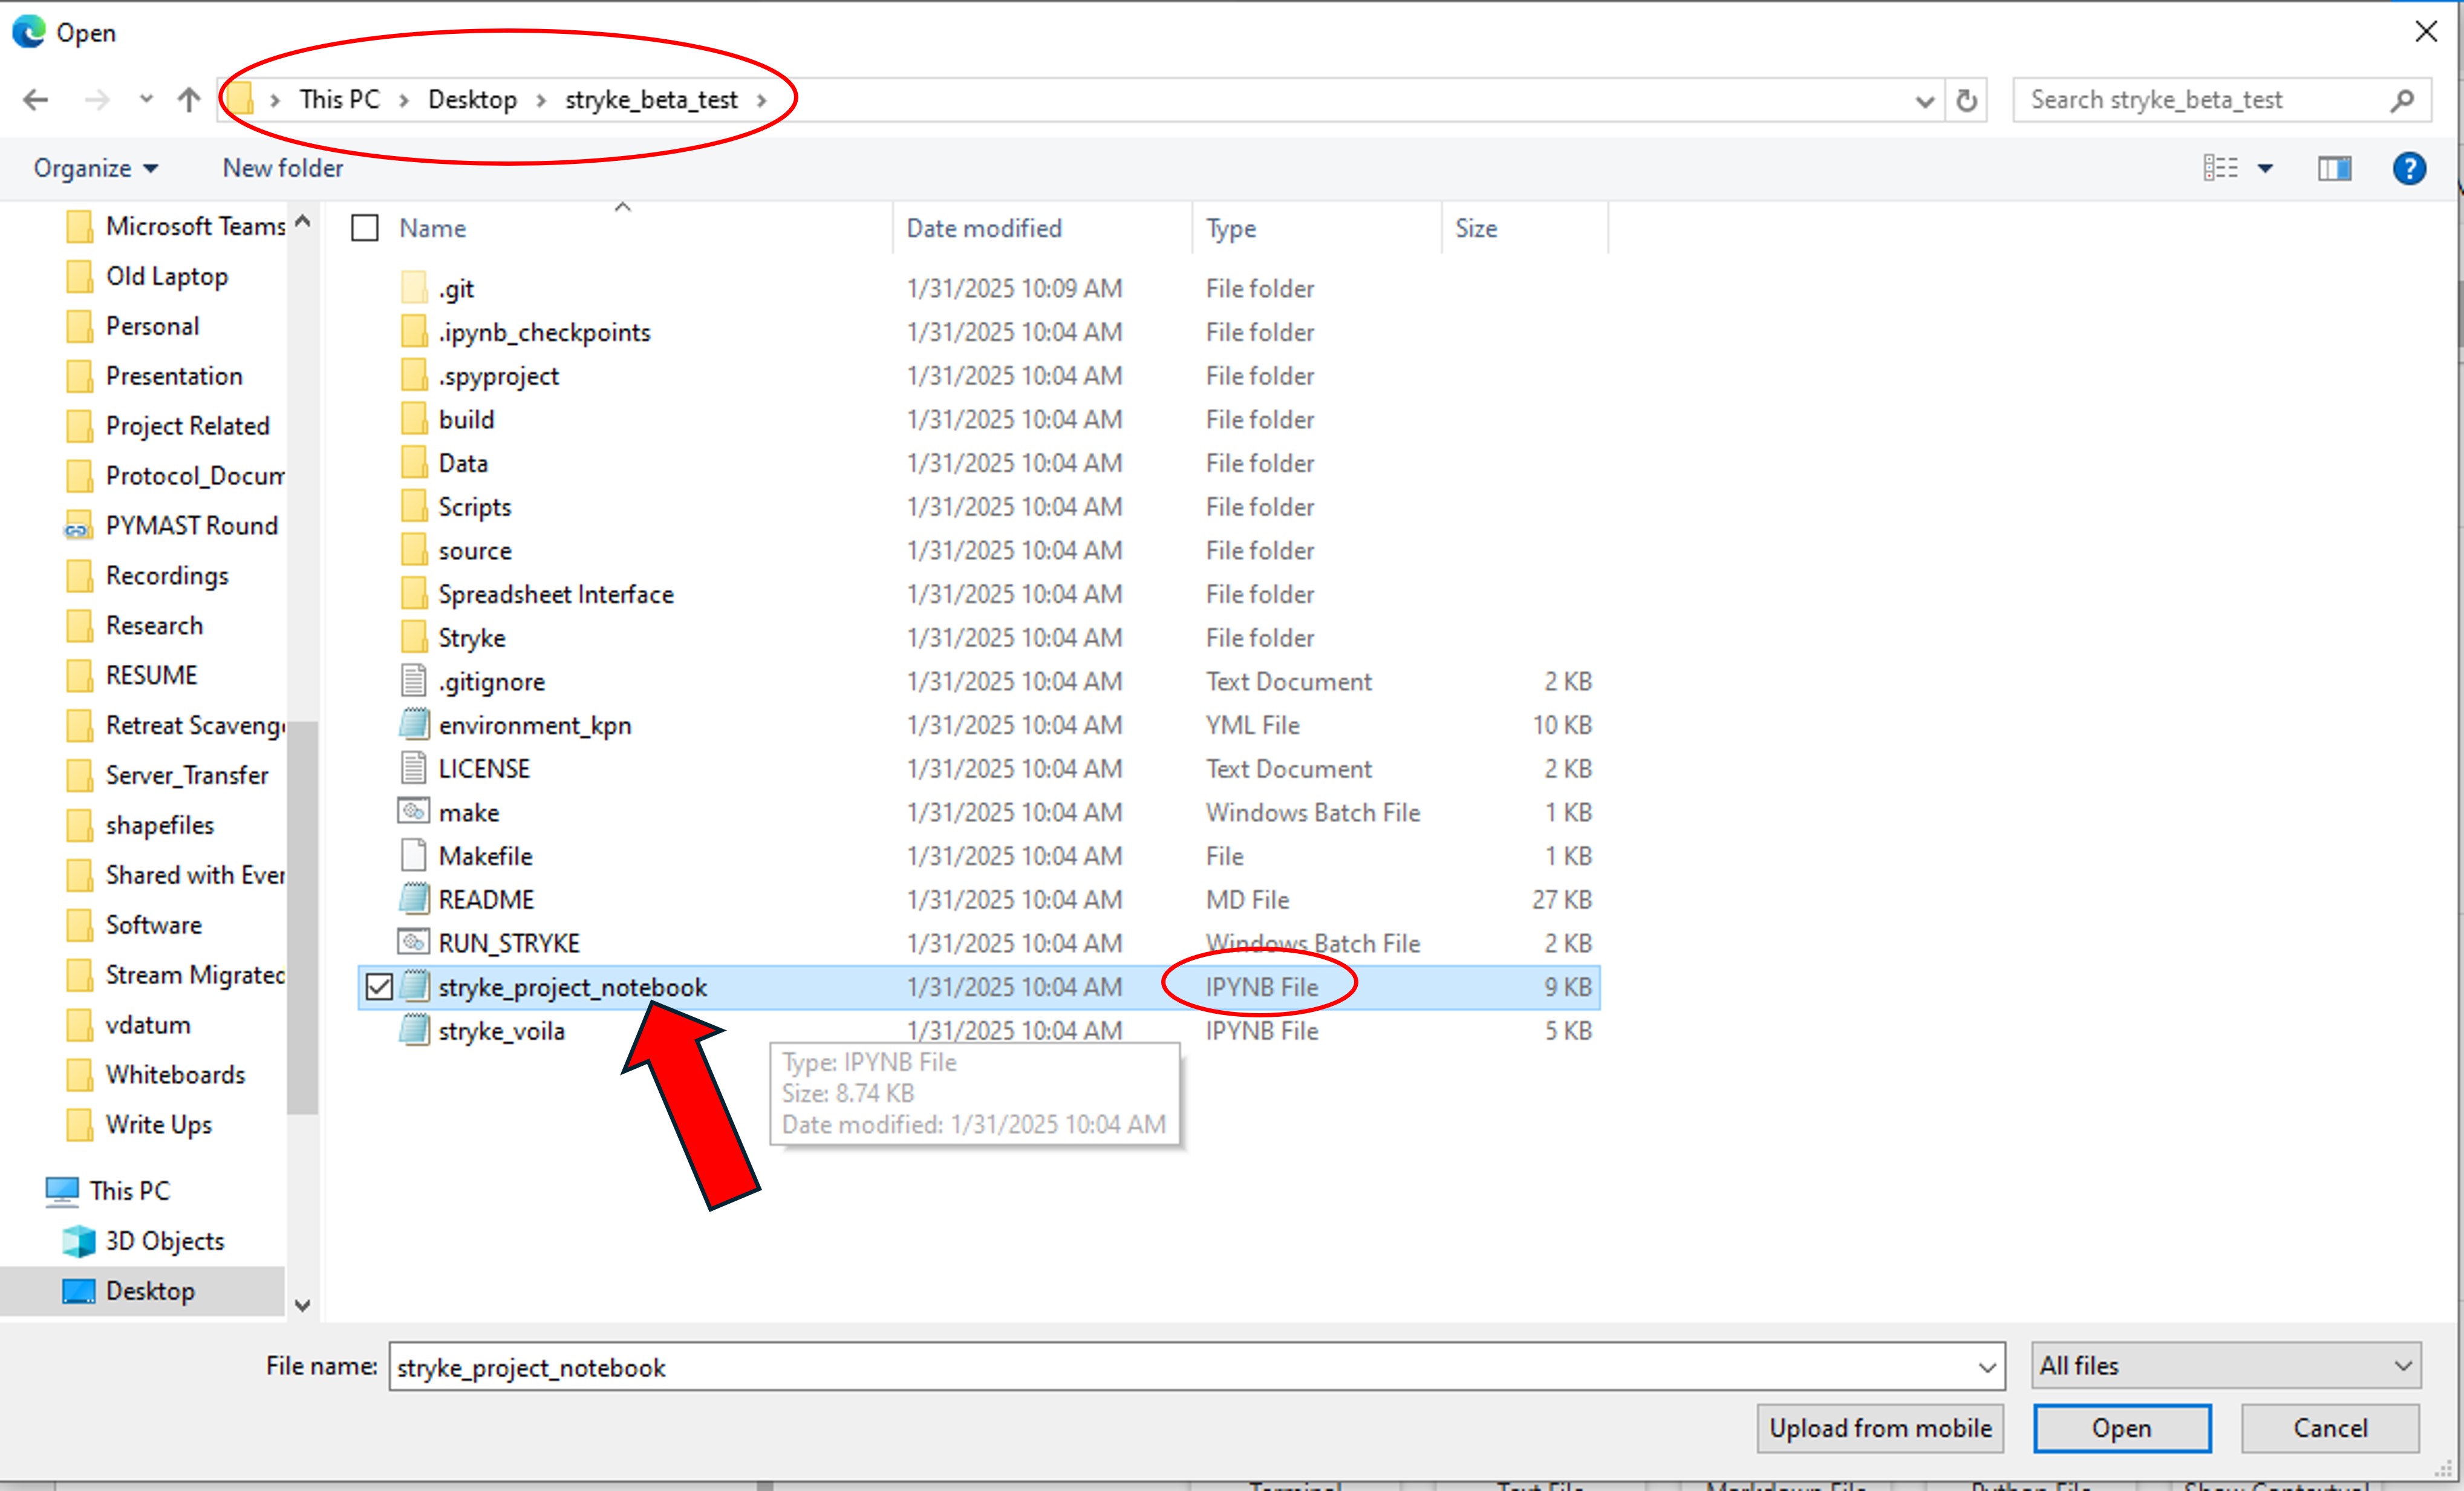 Open
This PC > Desktop > stryke_beta_test >
Search stryke_beta_test
Organize
New folder
?
Name Date modified Type Size
Microsoft Teams
Old Laptop
Personal
Presentation
Project Related
Protocol_Docum
PYMAST Round
Recordings
Research
RESUME
Retreat Scaveng
Server_Transfer
shapefiles
Shared with Ever
Software
Stream Migrated
vdatum
Whiteboards
Write Ups
This PC
3D Objects
Desktop
.git 1/31/2025 10:09 AM File folder
.ipynb_checkpoints 1/31/2025 10:04 AM File folder
.spyproject 1/31/2025 10:04 AM File folder
build 1/31/2025 10:04 AM File folder
Data 1/31/2025 10:04 AM File folder
Scripts 1/31/2025 10:04 AM File folder
source 1/31/2025 10:04 AM File folder
Spreadsheet Interface 1/31/2025 10:04 AM File folder
Stryke 1/31/2025 10:04 AM File folder
.gitignore 1/31/2025 10:04 AM Text Document 2 KB
environment_kpn 1/31/2025 10:04 AM YML File 10 KB
LICENSE 1/31/2025 10:04 AM Text Document 2 KB
make 1/31/2025 10:04 AM Windows Batch File 1 KB
Makefile 1/31/2025 10:04 AM File 1 KB
README 1/31/2025 10:04 AM MD File 27 KB
RUN_STRYKE 1/31/2025 10:04 AM Windows Batch File 2 KB
stryke_project_notebook 1/31/2025 10:04 AM IPYNB File 9 KB
stryke_voila 1/31/2025 10:04 AM IPYNB File 5 KB
Type: IPYNB File
Size: 8.74 KB
Date modified: 1/31/2025 10:04 AM
File name: stryke_project_notebook
All files
Upload from mobile
Open
Cancel